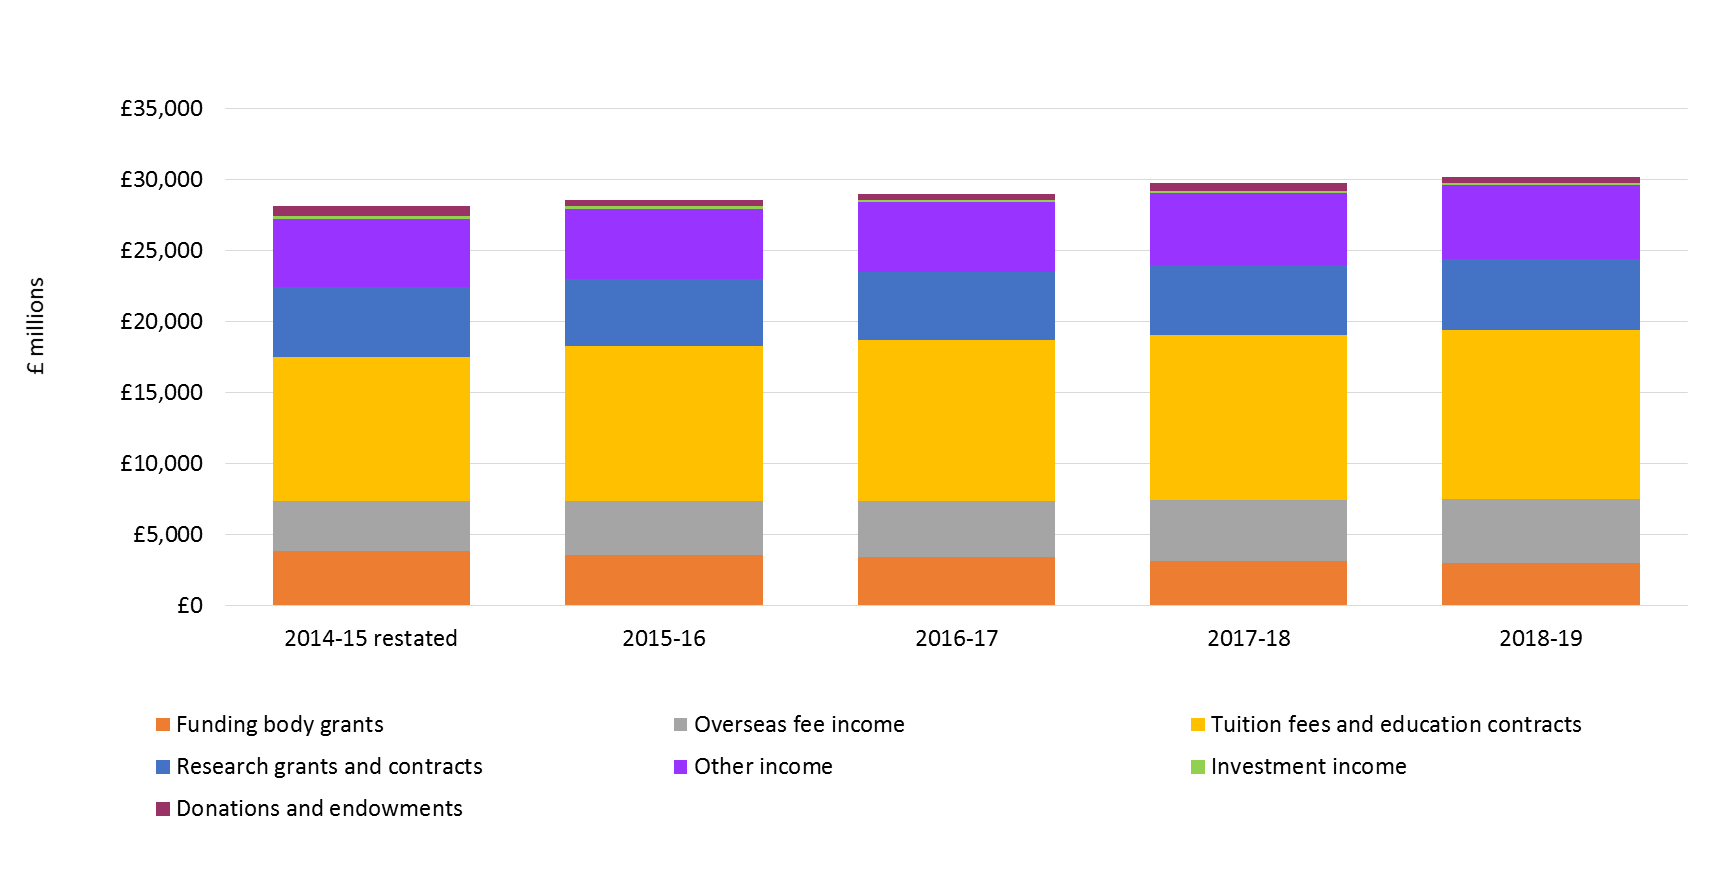 £35,000
£30,000
£25,000
£20,000
£15,000
£10,000
£5,000
£0
£ millions
2014-15 restated 2015-16 2016-17 2017-18 2018-19
Funding body grants Overseas fee income Tuition fees and education contracts
Research grants and contracts Other income Investment income
Donations and endowments